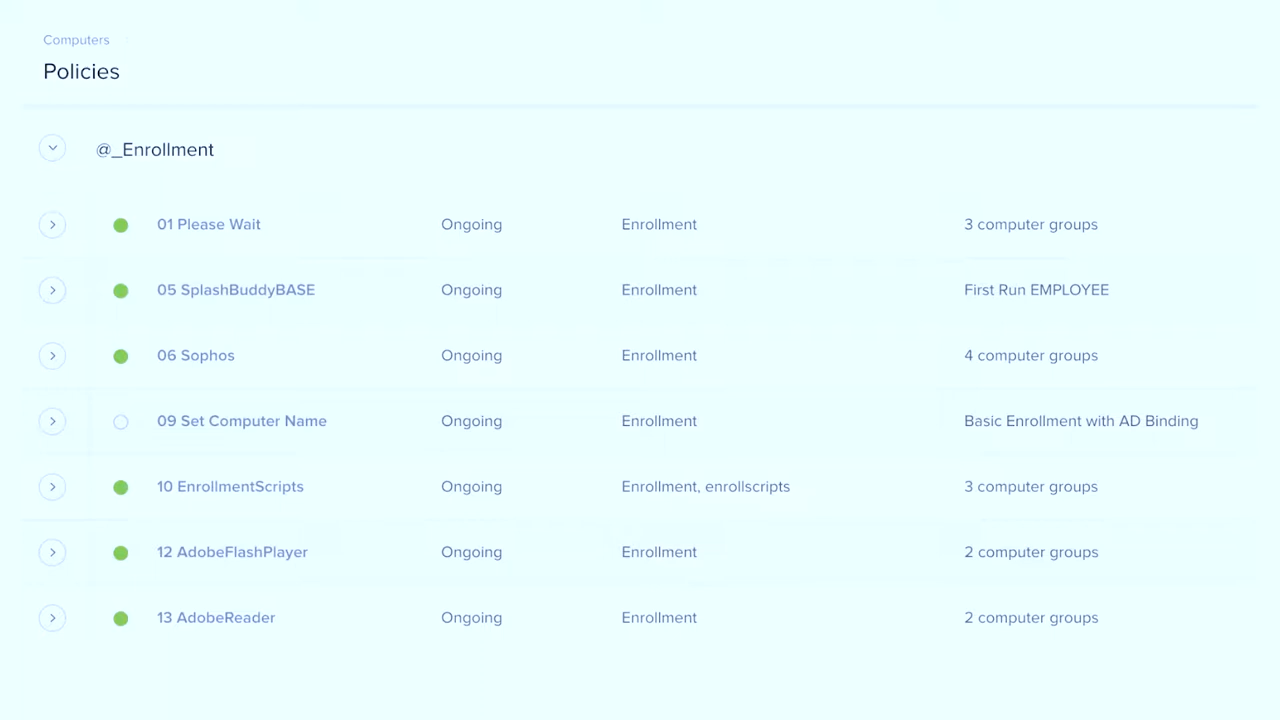 Computers
Policies
@_Enrollment
01 Please Wait Ongoing Enrollment 3 computer groups
05 SplashBuddyBASE Ongoing Enrollment First Run EMPLOYEE
06 Sophos Ongoing Enrollment 4 computer groups
09 Set Computer Name Ongoing Enrollment Basic Enrollment with AD Binding
10 EnrollmentScripts Ongoing Enrollment, enrollscripts 3 computer groups
12 AdobeFlashPlayer Ongoing Enrollment 2 computer groups
13 AdobeReader Ongoing Enrollment 2 computer groups